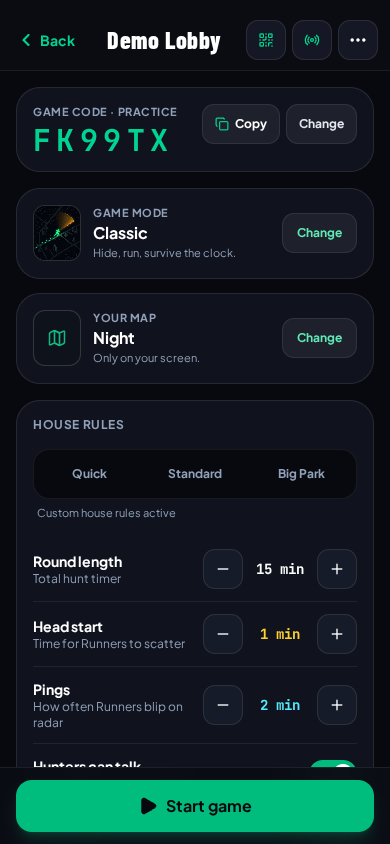 Back
Demo Lobby
GAME CODE · PRACTICE
FK99TX
Copy
Change
GAME MODE
Classic
Hide, run, survive the clock.
Change
YOUR MAP
Night
Only on your screen.
Change
HOUSE RULES
Quick
Standard
Big Park
Custom house rules active
Round length
Total hunt timer
15 min
Head start
Time for Runners to scatter
1 min
Pings
How often Runners blip on
radar
2 min
Hunters can talk
Start game